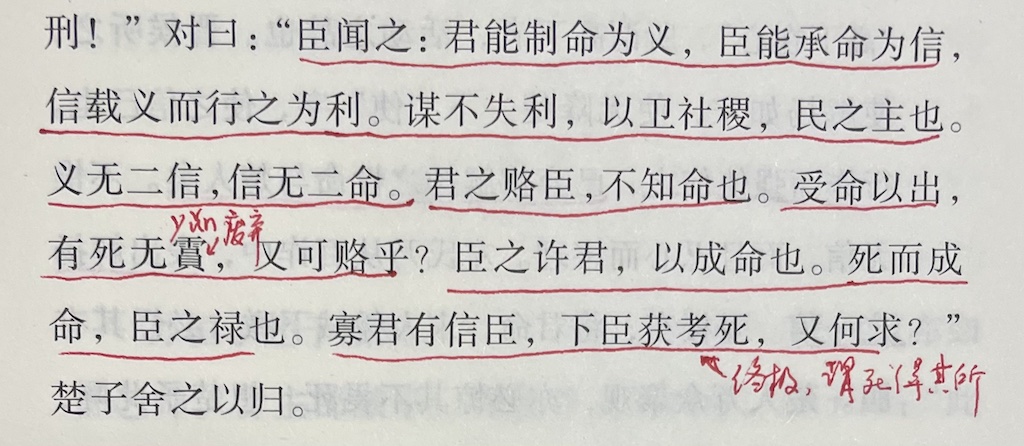 刑！”对曰：“臣闻之：君能制命为义，臣能承命为信，
信载义而行之为利。谋不失利，以卫社稷，民之主也。
义无二信，信无一命。君之赂臣，不知命也。受命以出，
yǔn 废弃
有死无霣，又可赂乎？臣之许君，以成命也。死而成
命，臣之禄也。寡君有信臣，下臣获考死，又何求？”
谓死得其所
楚子舍之以归。